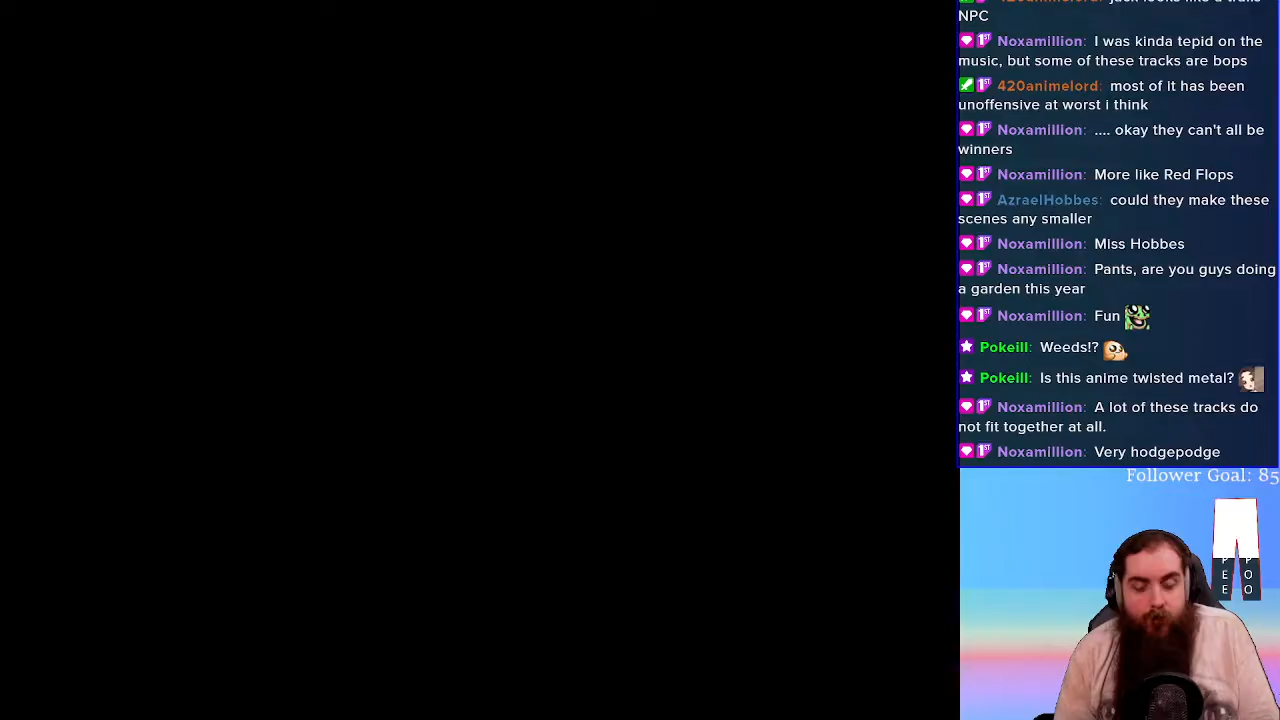 NPC
Noxamillion: I was kinda tepid on the
music, but some of these tracks are bops
420animelord: most of it has been
unoffensive at worst i think
Noxamillion: .... okay they can't all be
winners
Noxamillion: More like Red Flops
AzraelHobbes: could they make these
scenes any smaller
Noxamillion: Miss Hobbes
Noxamillion: Pants, are you guys doing
a garden this year
Noxamillion: Fun
Pokeill: Weeds!?
Pokeill: Is this anime twisted metal?
Noxamillion: A lot of these tracks do
not fit together at all.
Noxamillion: Very hodgepodge
Follower Goal: 85
P P
E O
E O